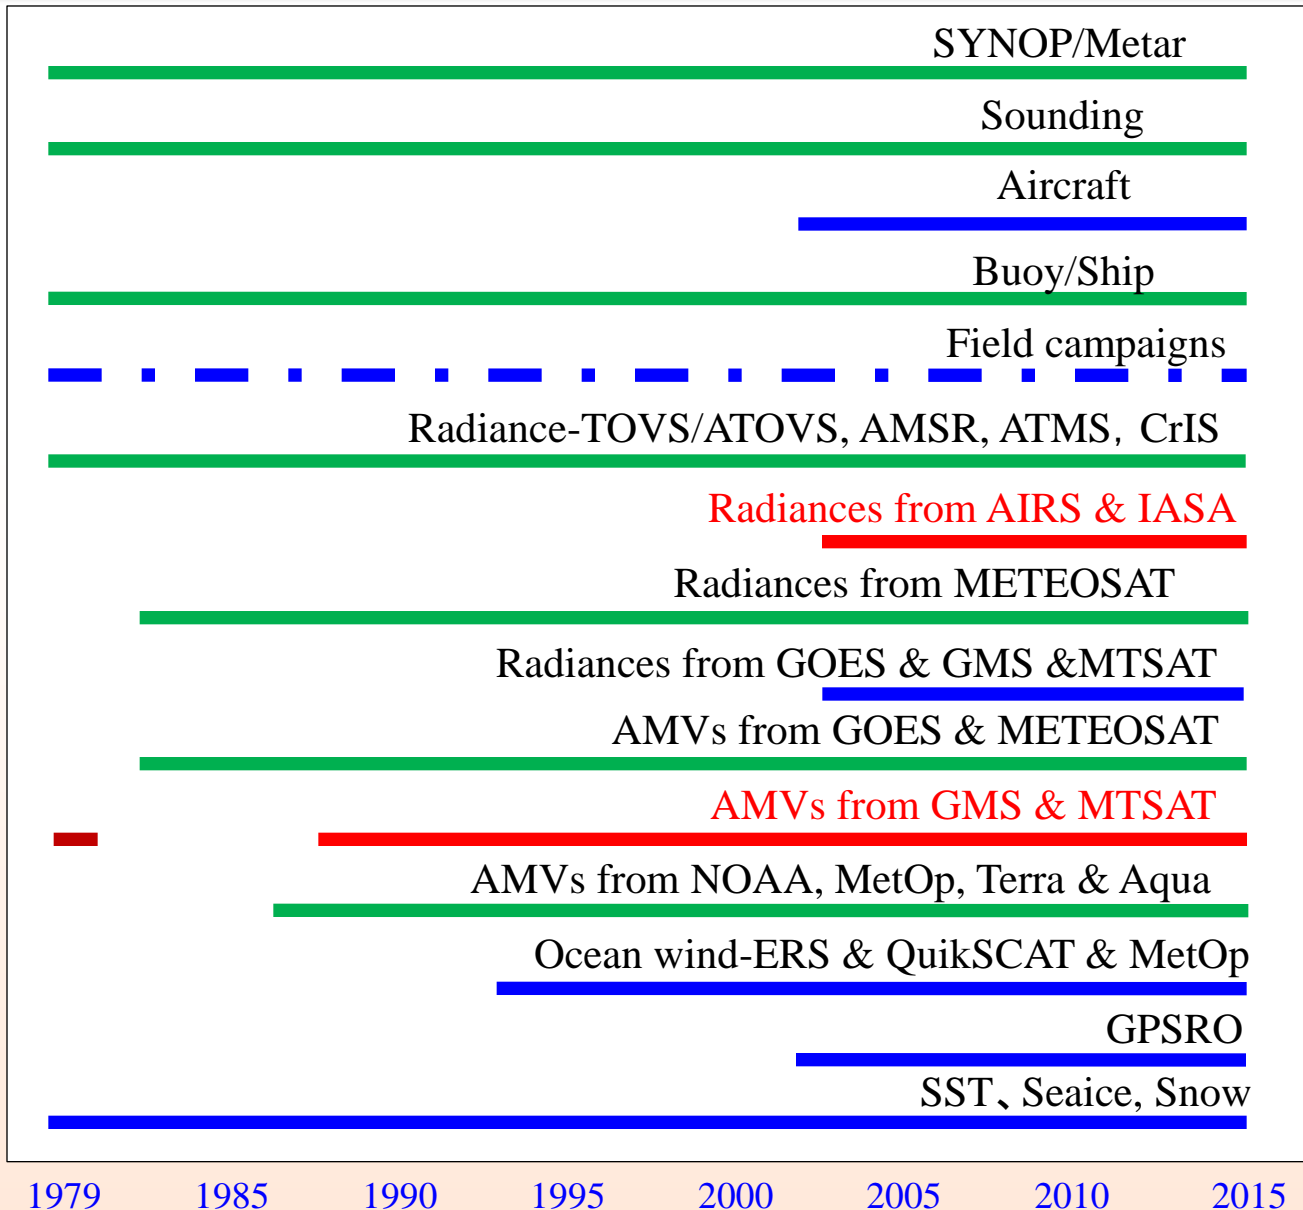 SYNOP/Metar
Sounding
Aircraft
Buoy/Ship
Field campaigns
Radiance-TOVS/ATOVS, AMSR, ATMS，CrIS
Radiances from AIRS & IASA
Radiances from METEOSAT
Radiances from GOES & GMS &MTSAT
AMVs from GOES & METEOSAT
AMVs from GMS & MTSAT
AMVs from NOAA, MetOp, Terra & Aqua
Ocean wind-ERS & QuikSCAT & MetOp
GPSRO
SST、Seaice, Snow
1979 1985 1990 1995 2000 2005 2010 2015